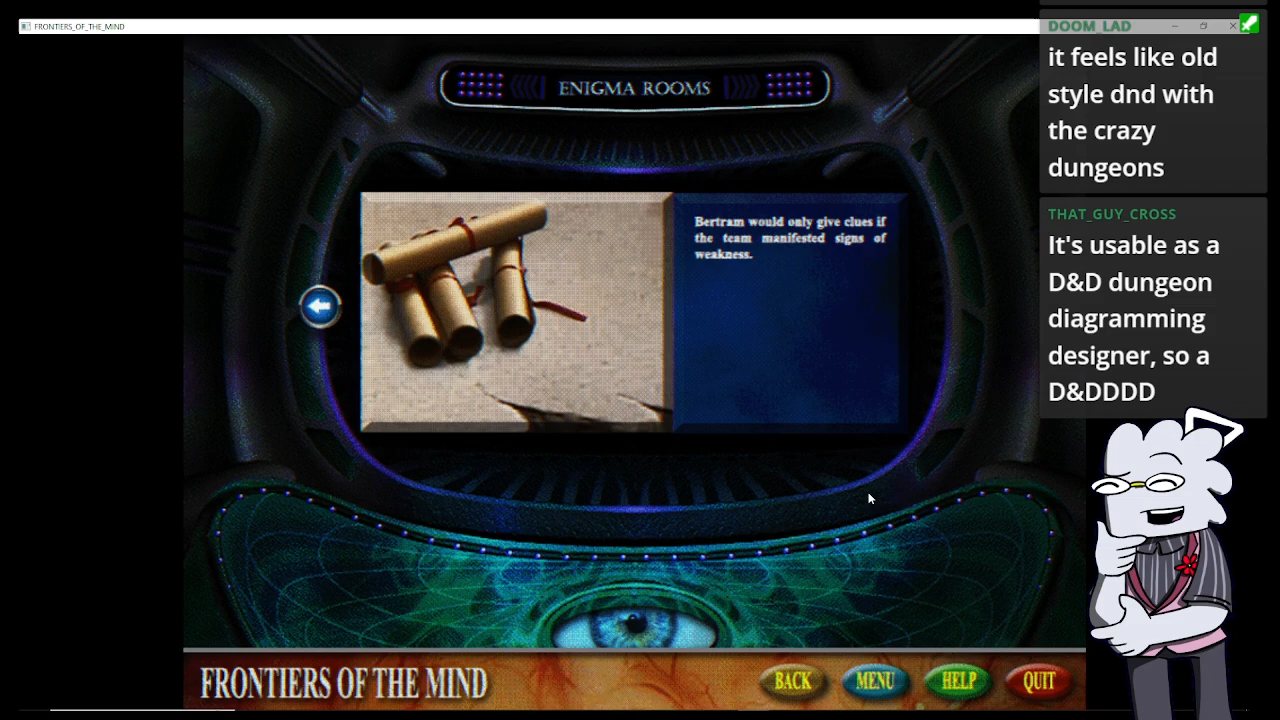 FRONTIERS_OF_THE_MIND
ENIGMA ROOMS
Bertram would only give clues if
the team manifested signs of
weakness.
FRONTIERS OF THE MIND
BACK
MENU
HELP
QUIT
DOOM_LAD
it feels like old
style dnd with
the crazy
dungeons
THAT_GUY_CROSS
It's usable as a
D&D dungeon
diagramming
designer, so a
D&DDDD